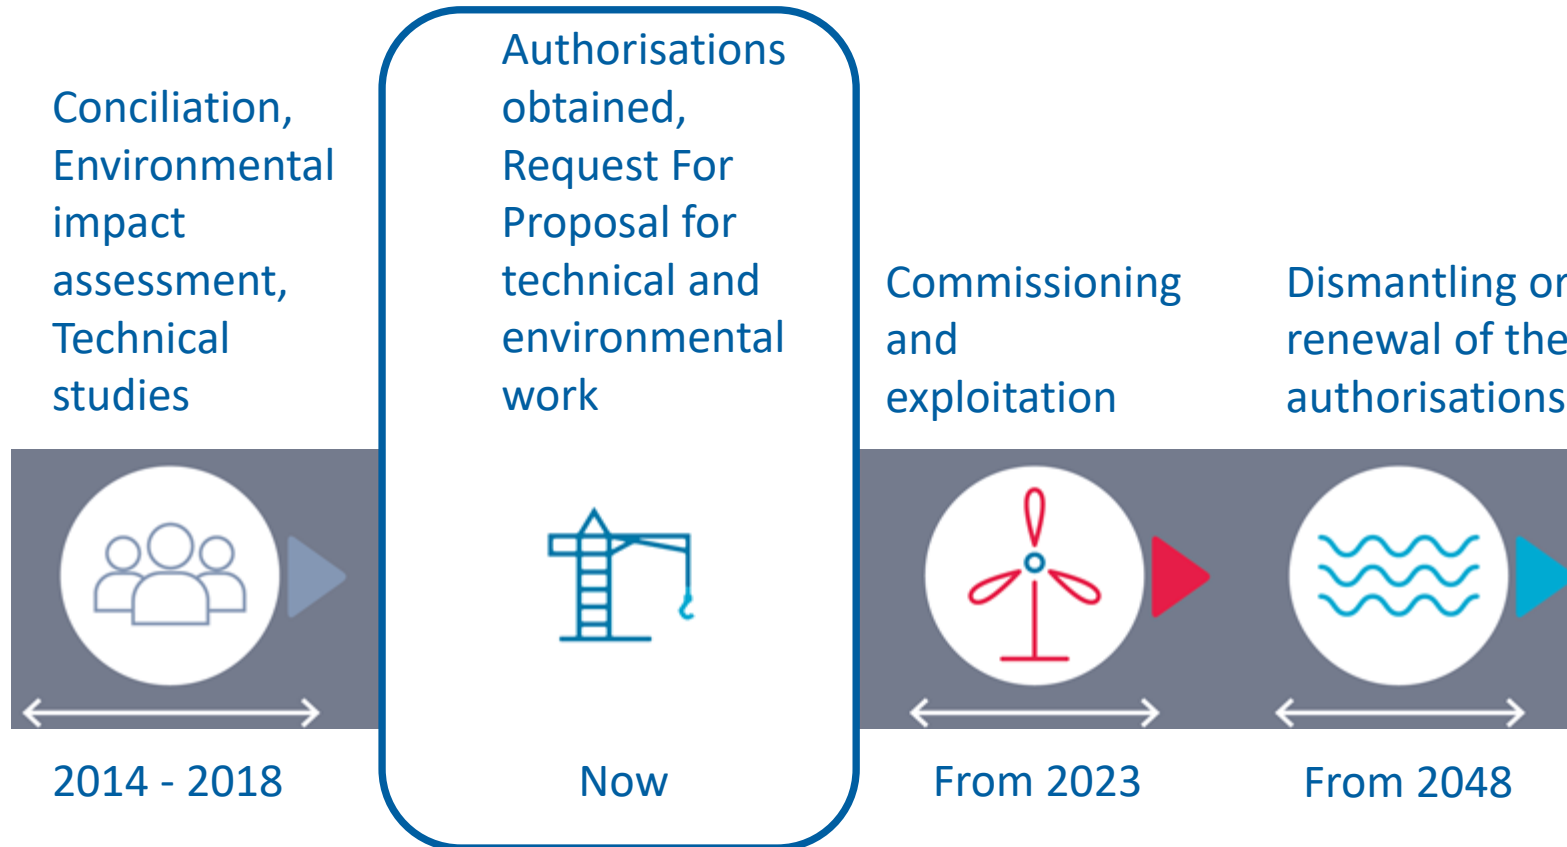 Conciliation,
Environmental
impact
assessment,
Technical
studies
Authorisations
obtained,
Request For
Proposal for
technical and
environmental
work
Commissioning
and
exploitation
Dismantling or
renewal of the
authorisations
2014 - 2018
Now
From 2023
From 2048